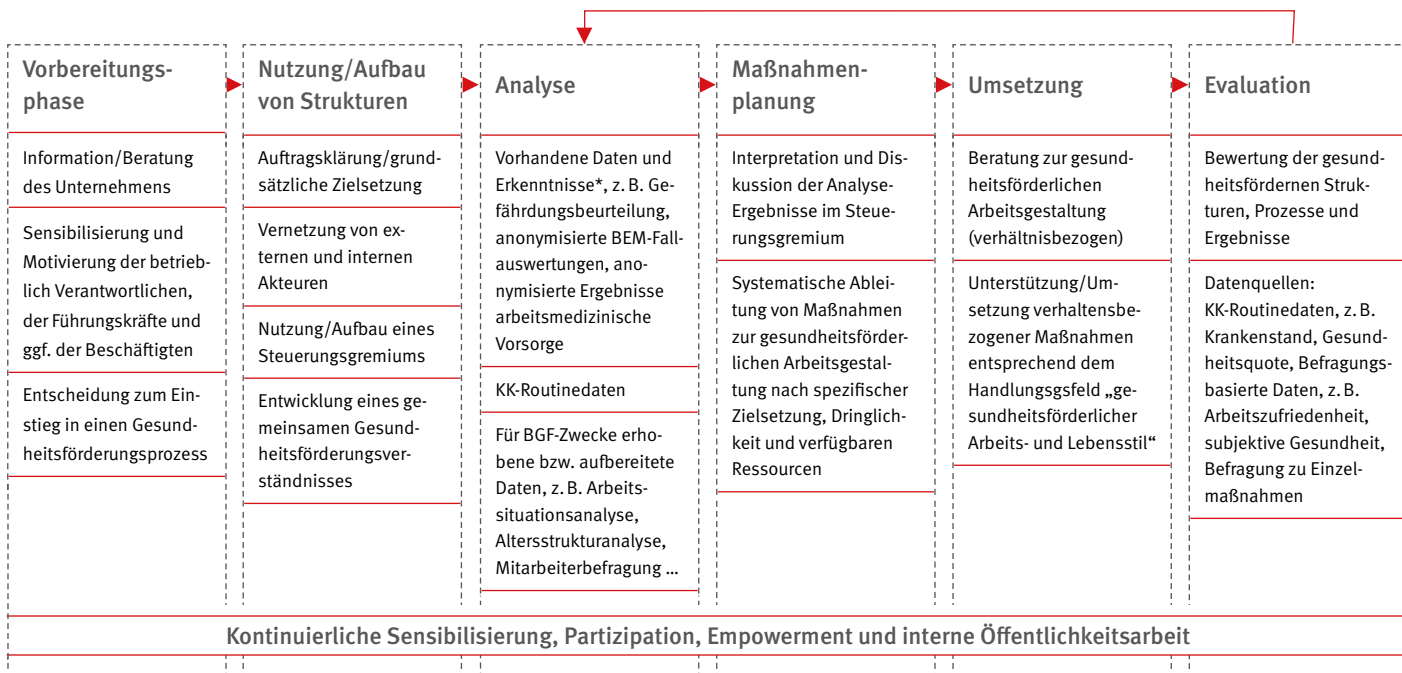 Vorbereitungs-
phase
Information/Beratung
des Unternehmens
Sensibilisierung und
Motivierung der betrieb-
lich Verantwortlichen,
der Führungskräfte und
ggf. der Beschäftigten
Entscheidung zum Ein-
stieg in einen Gesund-
heitsförderungsprozess
Nutzung/Aufbau
von Strukturen
Auftragsklärung/grund-
sätzliche Zielsetzung
Vernetzung von ex-
ternen und internen
Akteuren
Nutzung/Aufbau eines
Steuerungsgremiums
Entwicklung eines ge-
meinsamen Gesund-
heitsförderungsver-
ständnisses
Analyse
Vorhandene Daten und
Erkenntnisse*, z. B. Ge-
fährdungsbeurteilung,
anonymisierte BEM-Fall-
auswertungen, ano-
nymisierte Ergebnisse
arbeitsmedizinische
Vorsorge
KK-Routinedaten
Für BGF-Zwecke erho-
bene bzw. aufbereitete
Daten, z. B. Arbeits-
situationsanalyse,
Altersstrukturanalyse,
Mitarbeiterbefragung ...
Maßnahmen-
planung
Interpretation und Dis-
kussion der Analyse-
Ergebnisse im Steue-
rungsgremium
Systematische Ablei-
tung von Maßnahmen
zur gesundheitsförder-
lichen Arbeitsgestal-
tung nach spezifischer
Zielsetzung, Dringlich-
keit und verfügbaren
Ressourcen
Umsetzung
Beratung zur gesund-
heitsförderlichen
Arbeitsgestaltung
(verhältnisbezogen)
Unterstützung/Um-
setzung verhaltensbe-
zogener Maßnahmen
entsprechend dem
Handlungsgsfeld „ge-
sundheitsförderlicher
Arbeits- und Lebensstil“
Evaluation
Bewertung der gesund-
heitsfördernen Struk-
turen, Prozesse und
Ergebnisse
Datenquellen:
KK-Routinedaten, z. B.
Krankenstand, Gesund-
heitsquote, Befragungs-
basierte Daten, z. B.
Arbeitszufriedenheit,
subjektive Gesundheit,
Befragung zu Einzel-
maßnahmen
Kontinuierliche Sensibilisierung, Partizipation, Empowerment und interne Öffentlichkeitsarbeit